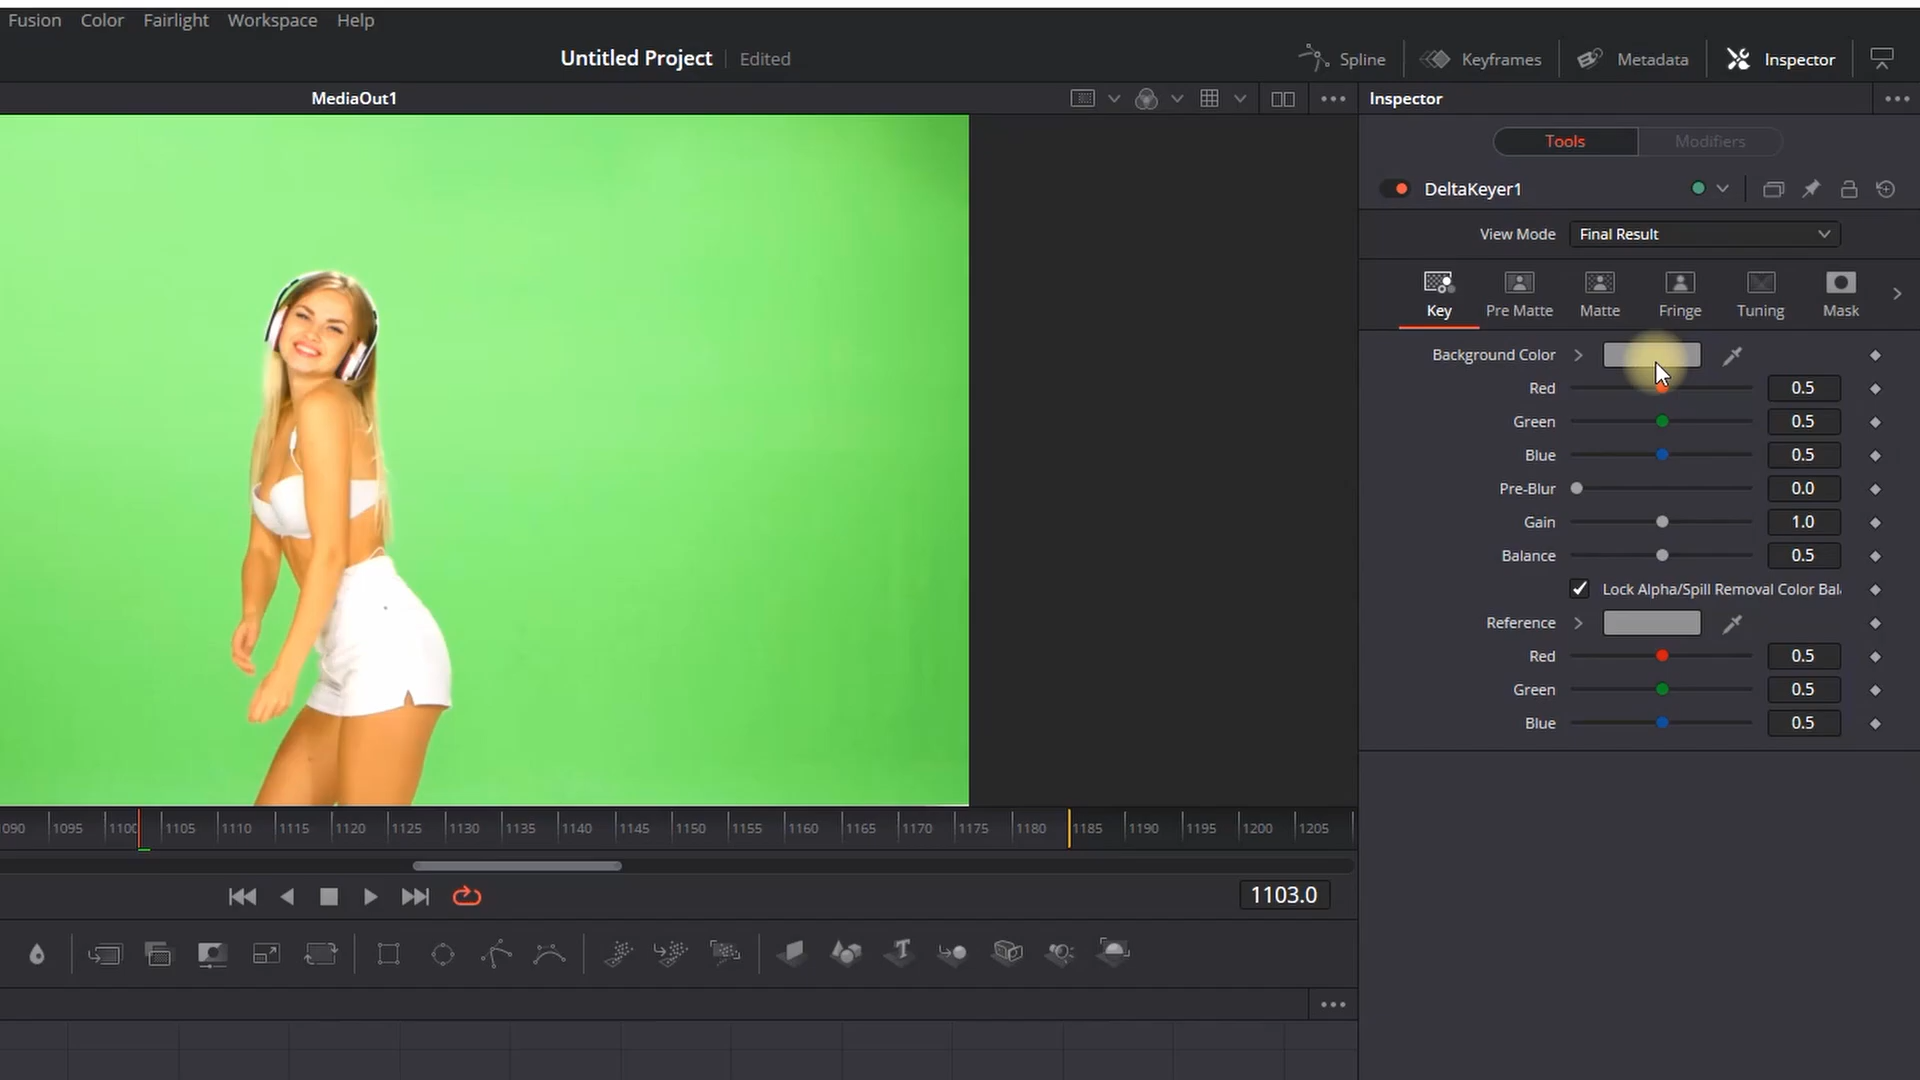 Fusion Color Fairlight Workspace Help
Untitled Project Edited
Spline Keyframes Metadata Inspector
MediaOut1
Inspector
Tools Modifiers
DeltaKeyer1
View Mode Final Result
Key Pre Matte Matte Fringe Tuning Mask
Background Color
Red 0.5
Green 0.5
Blue 0.5
Pre-Blur 0.0
Gain 1.0
Balance 0.5
Lock Alpha/Spill Removal Color Bal
Reference
Red 0.5
Green 0.5
Blue 0.5
090 1095 1100 1105 1110 1115 1120 1125 1130 1135 1140 1145 1150 1155 1160 1165 1170 1175 1180 1185 1190 1195 1200 1205
1103.0